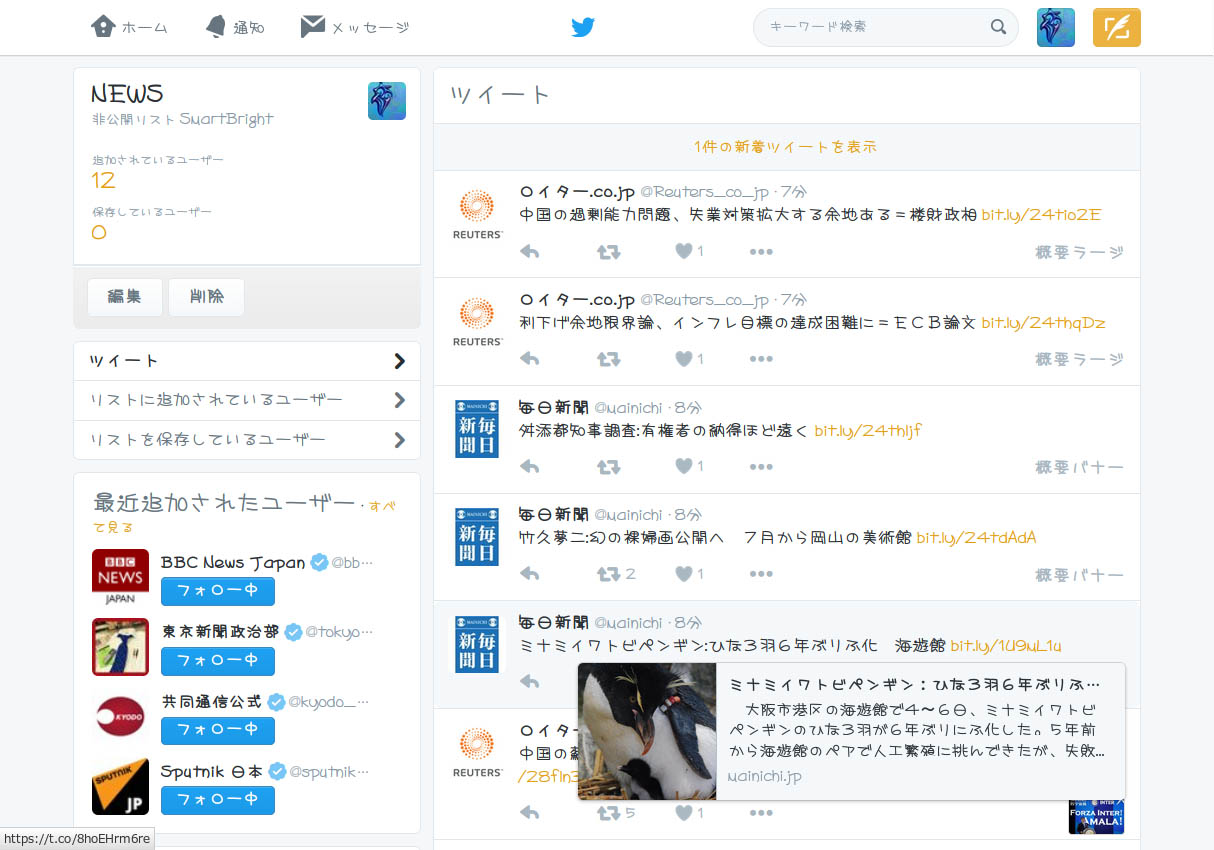 ホーム
通知
メッセージ
キーワード検索
NEWS
非公開リスト SmartBright
追加されているユーザー
12
保存しているユーザー
0
編集
削除
ツイート
リストに追加されているユーザー
リストを保存しているユーザー
最近追加されたユーザー · すべ
て見る
BBC NEWS JAPAN
BBC News Japan @bb…
フォロー中
東京新聞政治部 @tokyo…
フォロー中
KYODO
共同通信公式 @kyodo_…
フォロー中
SPUTNIK JP
Sputnik 日本 @sputnik…
フォロー中
ツイート
1件の新着ツイートを表示
REUTERS
ロイター.co.jp @Reuters_co_jp · 7分
中国の過剰能力問題、失業対策拡大する余地ある＝楼財政相 bit.ly/24tio2E
1
概要ラージ
REUTERS
ロイター.co.jp @Reuters_co_jp · 7分
利下げ余地限界論、インフレ目標の達成困難に＝ＥＣＢ論文 bit.ly/24thqDz
1
概要ラージ
MAINICHI
毎日新聞
毎日新聞 @mainichi · 8分
舛添都知事調査:有権者の納得ほど遠く bit.ly/24thljf
1
概要バナー
MAINICHI
毎日新聞
毎日新聞 @mainichi · 8分
竹久夢二:幻の裸婦画公開へ　７月から岡山の美術館 bit.ly/24tdAdA
2
1
概要バナー
MAINICHI
毎日新聞
毎日新聞 @mainichi · 8分
ミナミイワトビペンギン:ひな３羽６年ぶりふ化　海遊館 bit.ly/1U9mL1u
ミナミイワトビペンギン：ひな３羽６年ぶりふ…
大阪市港区の海遊館で４～６日、ミナミイワトビ
ペンギンのひな３羽が６年ぶりにふ化した。５年前
から海遊館のペアで人工繁殖に挑んできたが、失敗...
mainichi.jp
REUTERS
ロイタ
中国の
/28fIn
5
1
FORZA INTER!
AMALA!
https://t.co/8hoEHrm6re